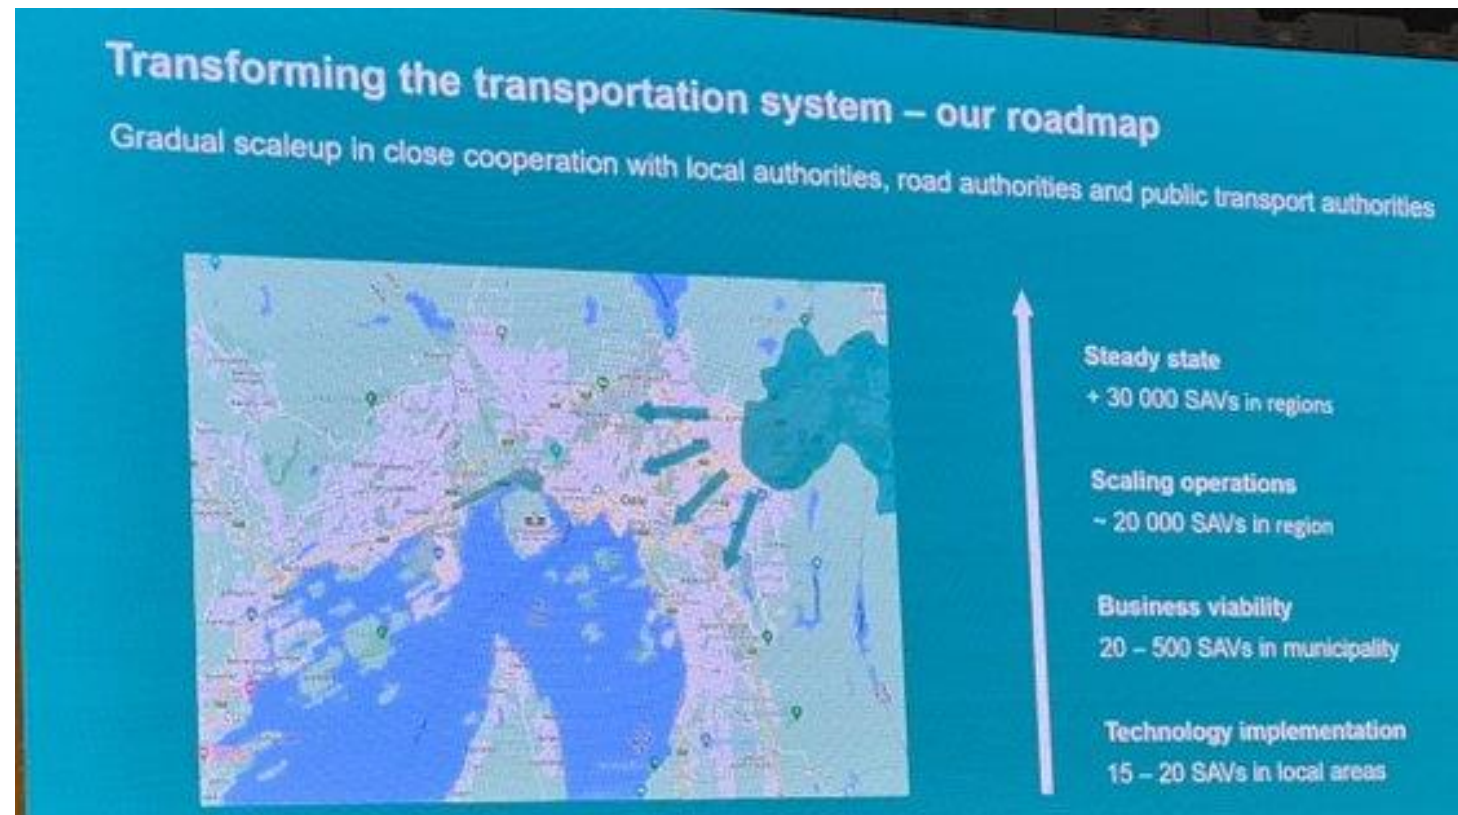 Transforming the transportation system – our roadmap
Gradual scaleup in close cooperation with local authorities, road authorities and public transport authorities
Oslo
Steady state
+ 30 000 SAVs in regions
Scaling operations
~ 20 000 SAVs in region
Business viability
20 – 500 SAVs in municipality
Technology implementation
15 – 20 SAVs in local areas